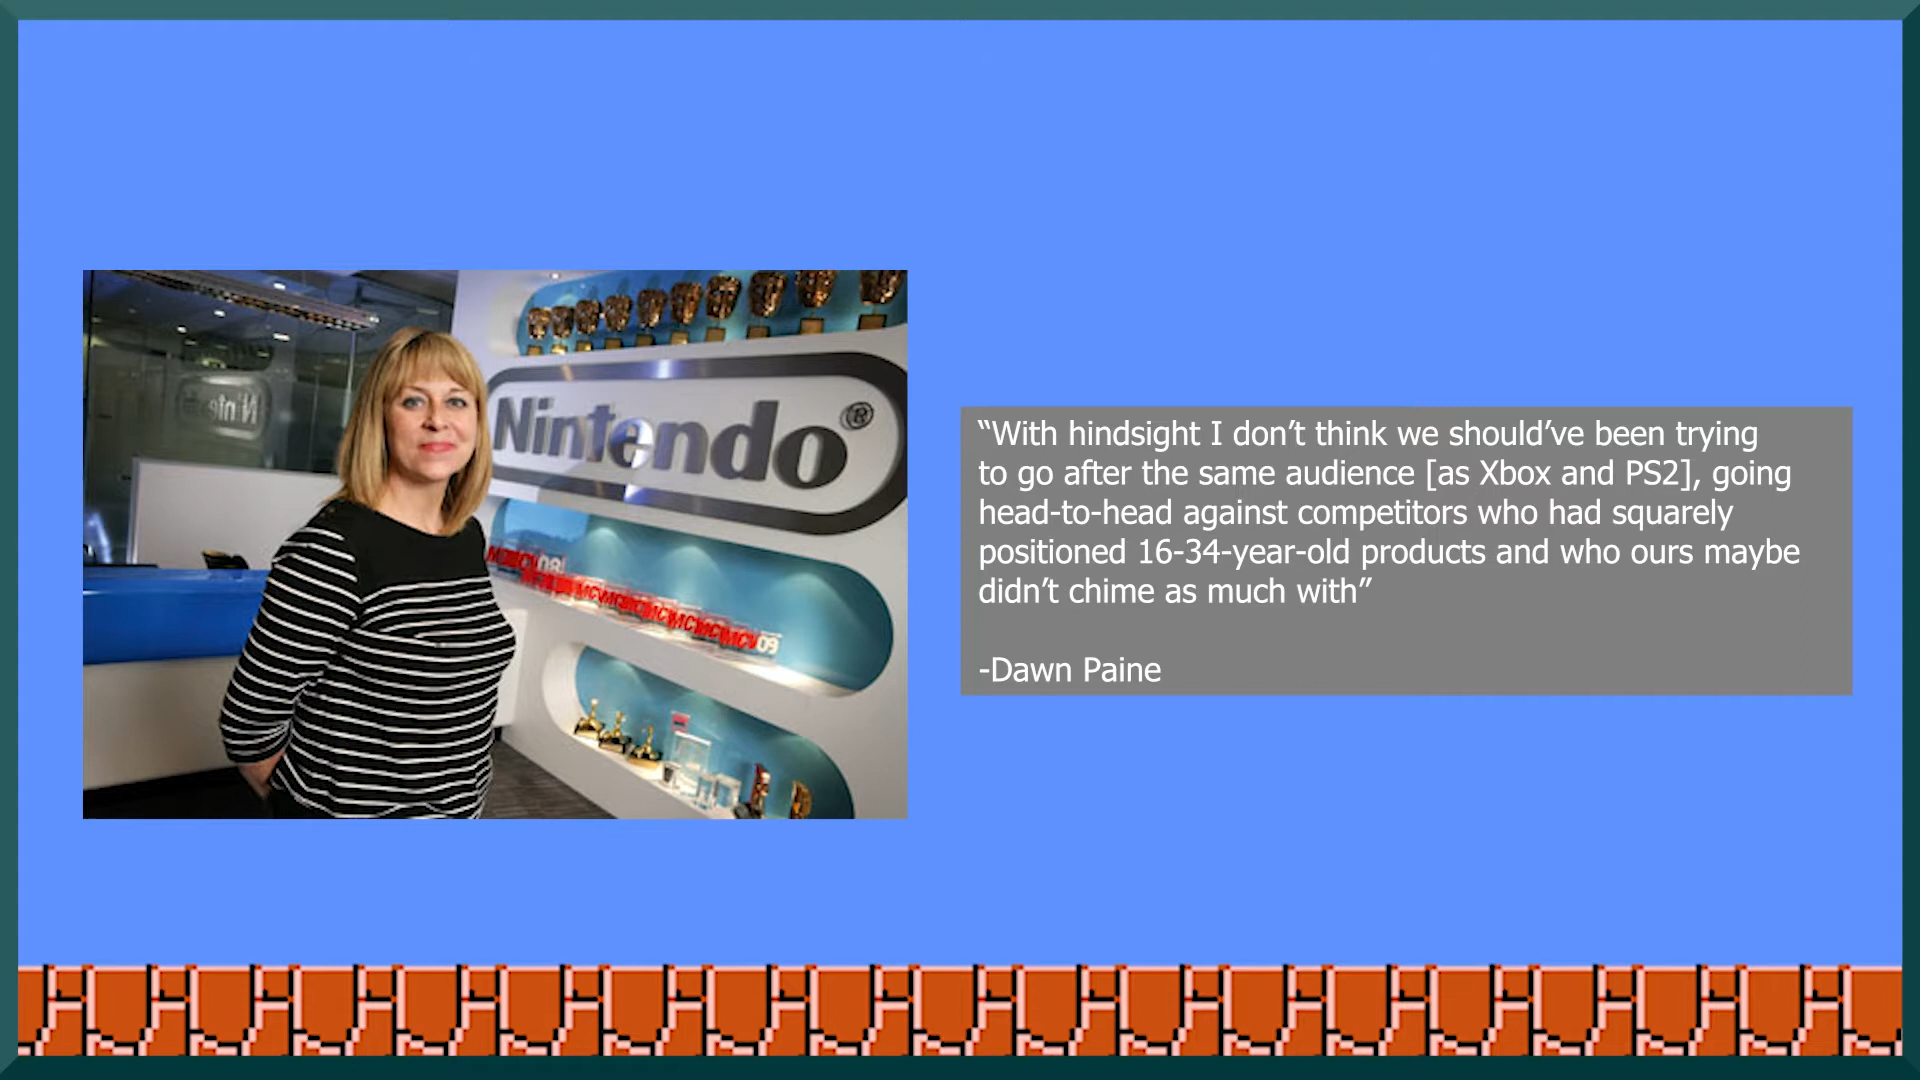 Nintendo®
MCV 09
“With hindsight I don’t think we should’ve been trying
to go after the same audience [as Xbox and PS2], going
head-to-head against competitors who had squarely
positioned 16-34-year-old products and who ours maybe
didn’t chime as much with”
-Dawn Paine